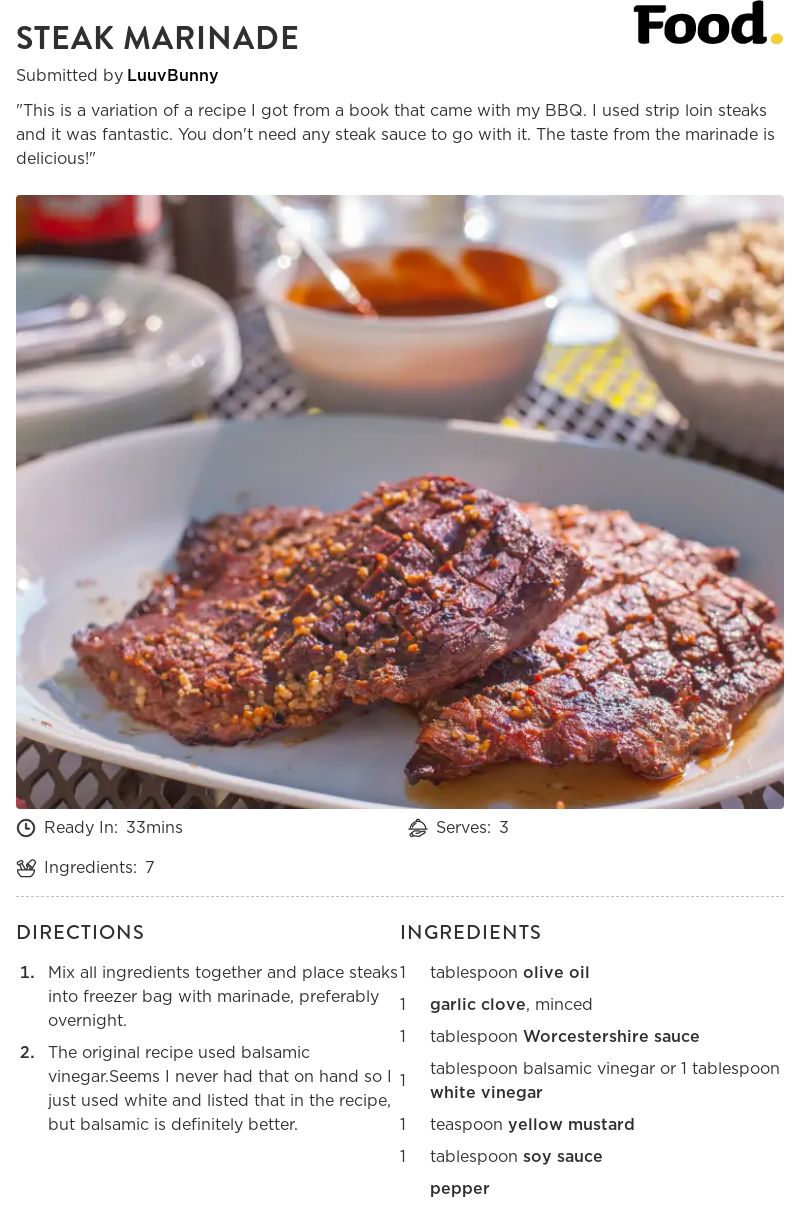 STEAK MARINADE
Food.
Submitted by LuuvBunny
"This is a variation of a recipe I got from a book that came with my BBQ. I used strip loin steaks
and it was fantastic. You don't need any steak sauce to go with it. The taste from the marinade is
delicious!"
Ready In: 33mins
Serves: 3
Ingredients: 7
DIRECTIONS
1. Mix all ingredients together and place steaks
into freezer bag with marinade, preferably
overnight.
2. The original recipe used balsamic
vinegar.Seems I never had that on hand so I
just used white and listed that in the recipe,
but balsamic is definitely better.
INGREDIENTS
1 tablespoon olive oil
1 garlic clove, minced
1 tablespoon Worcestershire sauce
1 tablespoon balsamic vinegar or 1 tablespoon
white vinegar
1 teaspoon yellow mustard
1 tablespoon soy sauce
pepper